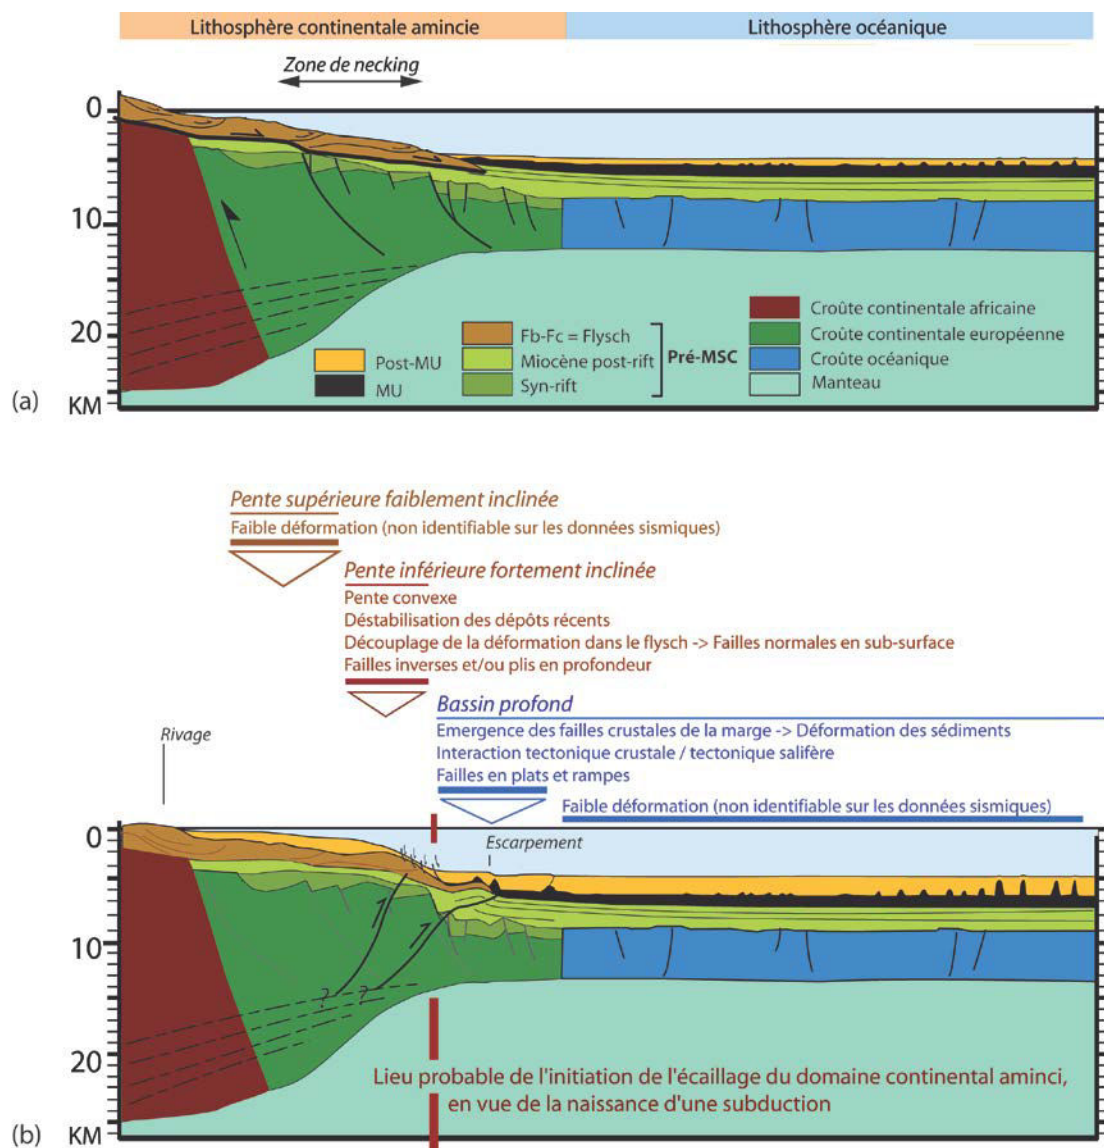 Lithosphère continentale amincie
Lithosphère océanique
Zone de necking
0
10
20
KM
(a)
Post-MU
MU
Fb-Fc = Flysch
Miocène post-rift
Syn-rift
Pré-MSC
Croûte continentale africaine
Croûte continentale européenne
Croûte océanique
Manteau
Pente supérieure faiblement inclinée
Faible déformation (non identifiable sur les données sismiques)
Pente inférieure fortement inclinée
Pente convexe
Déstabilisation des dépôts récents
Découplage de la déformation dans le flysch -> Failles normales en sub-surface
Failles inverses et/ou plis en profondeur
Bassin profond
Emergence des failles crustales de la marge -> Déformation des sédiments
Interaction tectonique crustale / tectonique salifère
Failles en plats et rampes
Faible déformation (non identifiable sur les données sismiques)
Rivage
Escarpement
0
10
20
KM
? ?
Lieu probable de l'initiation de l'écaillage du domaine continental aminci,
en vue de la naissance d'une subduction
(b)